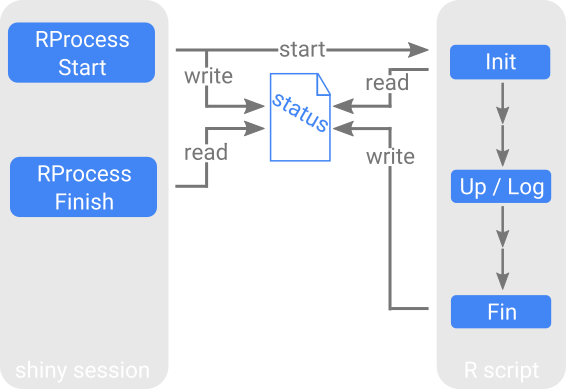 RProcess
Start
start
write
read
Init
status
RProcess
Finish
read
write
Up / Log
Fin
shiny session
R script